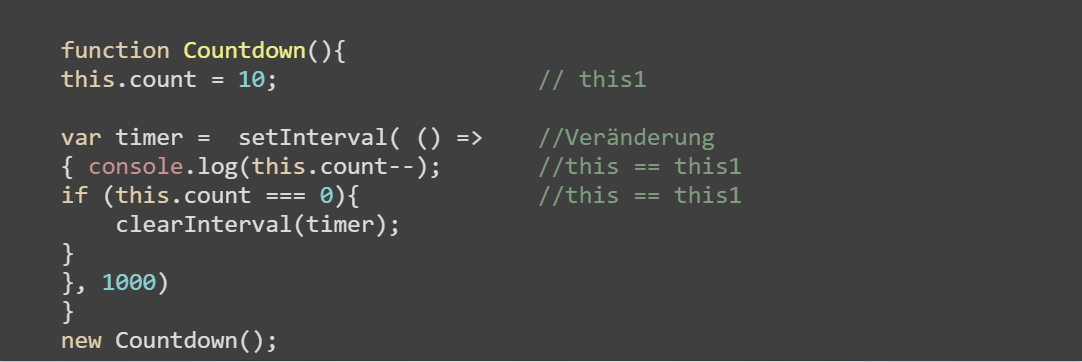 function Countdown(){
this.count = 10; // this1
var timer =  setInterval( () => //Veränderung
{ console.log(this.count--); //this == this1
if (this.count === 0){ //this == this1
    clearInterval(timer);
}
}, 1000)
}
new Countdown();